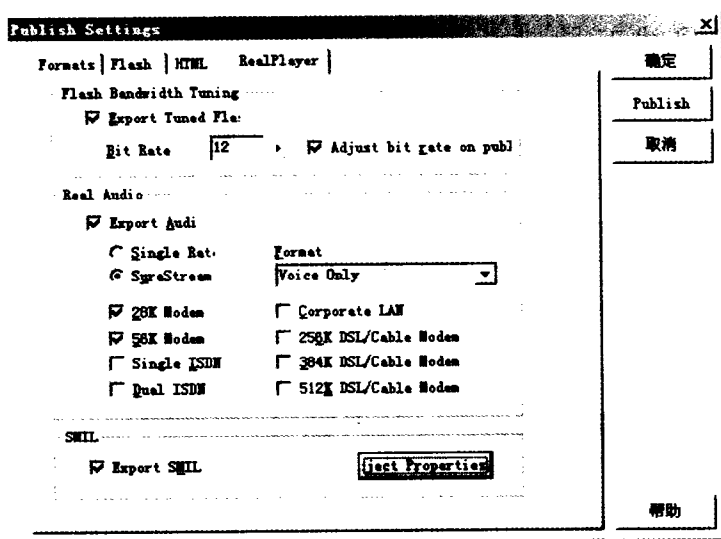 Publish Settings
Formats Flash HTML RealPlayer
确定
Flash Bandwidth Tuning
Publish
Export Tuned Fla
Bit Rate 12 Adjust bit rate on publ
取消
Real Audio
Export Audi
Single Rat
Format
SureStream
Voice Only
28K Modem
Corporate LAN
56K Modem
256K DSL/Cable Modem
Single ISDN
384K DSL/Cable Modem
Dual ISDN
512K DSL/Cable Modem
SMIL
Export SMIL
ject Properties
帮助